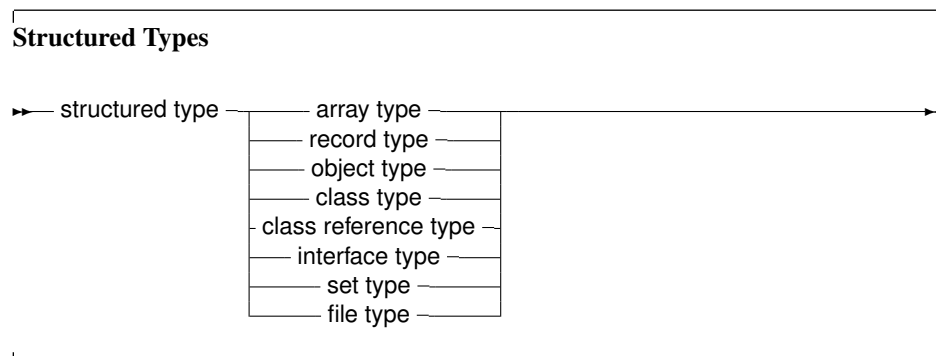 Structured Types
structured type array type
record type
object type
class type
class reference type
interface type
set type
file type